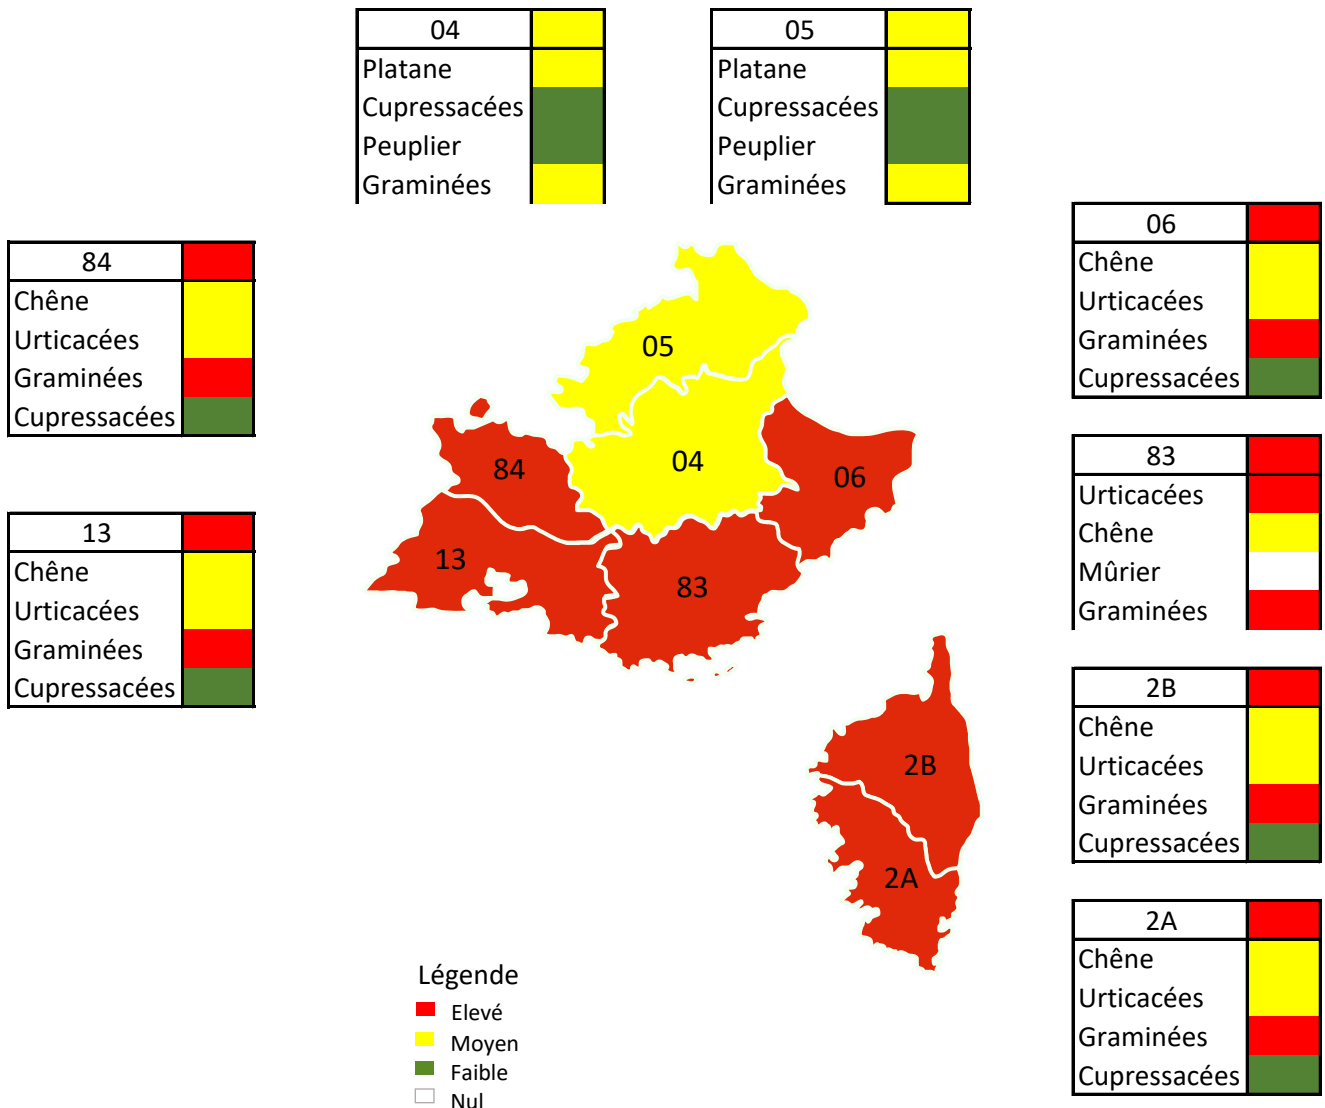 04
Platane
Cupressacées
Peuplier
Graminées
05
Platane
Cupressacées
Peuplier
Graminées
84
Chêne
Urticacées
Graminées
Cupressacées
13
Chêne
Urticacées
Graminées
Cupressacées
05
04
84
06
13
83
2B
2A
06
Chêne
Urticacées
Graminées
Cupressacées
83
Urticacées
Chêne
Mûrier
Graminées
2B
Chêne
Urticacées
Graminées
Cupressacées
2A
Chêne
Urticacées
Graminées
Cupressacées
Légende
Elevé
Moyen
Faible
Nul